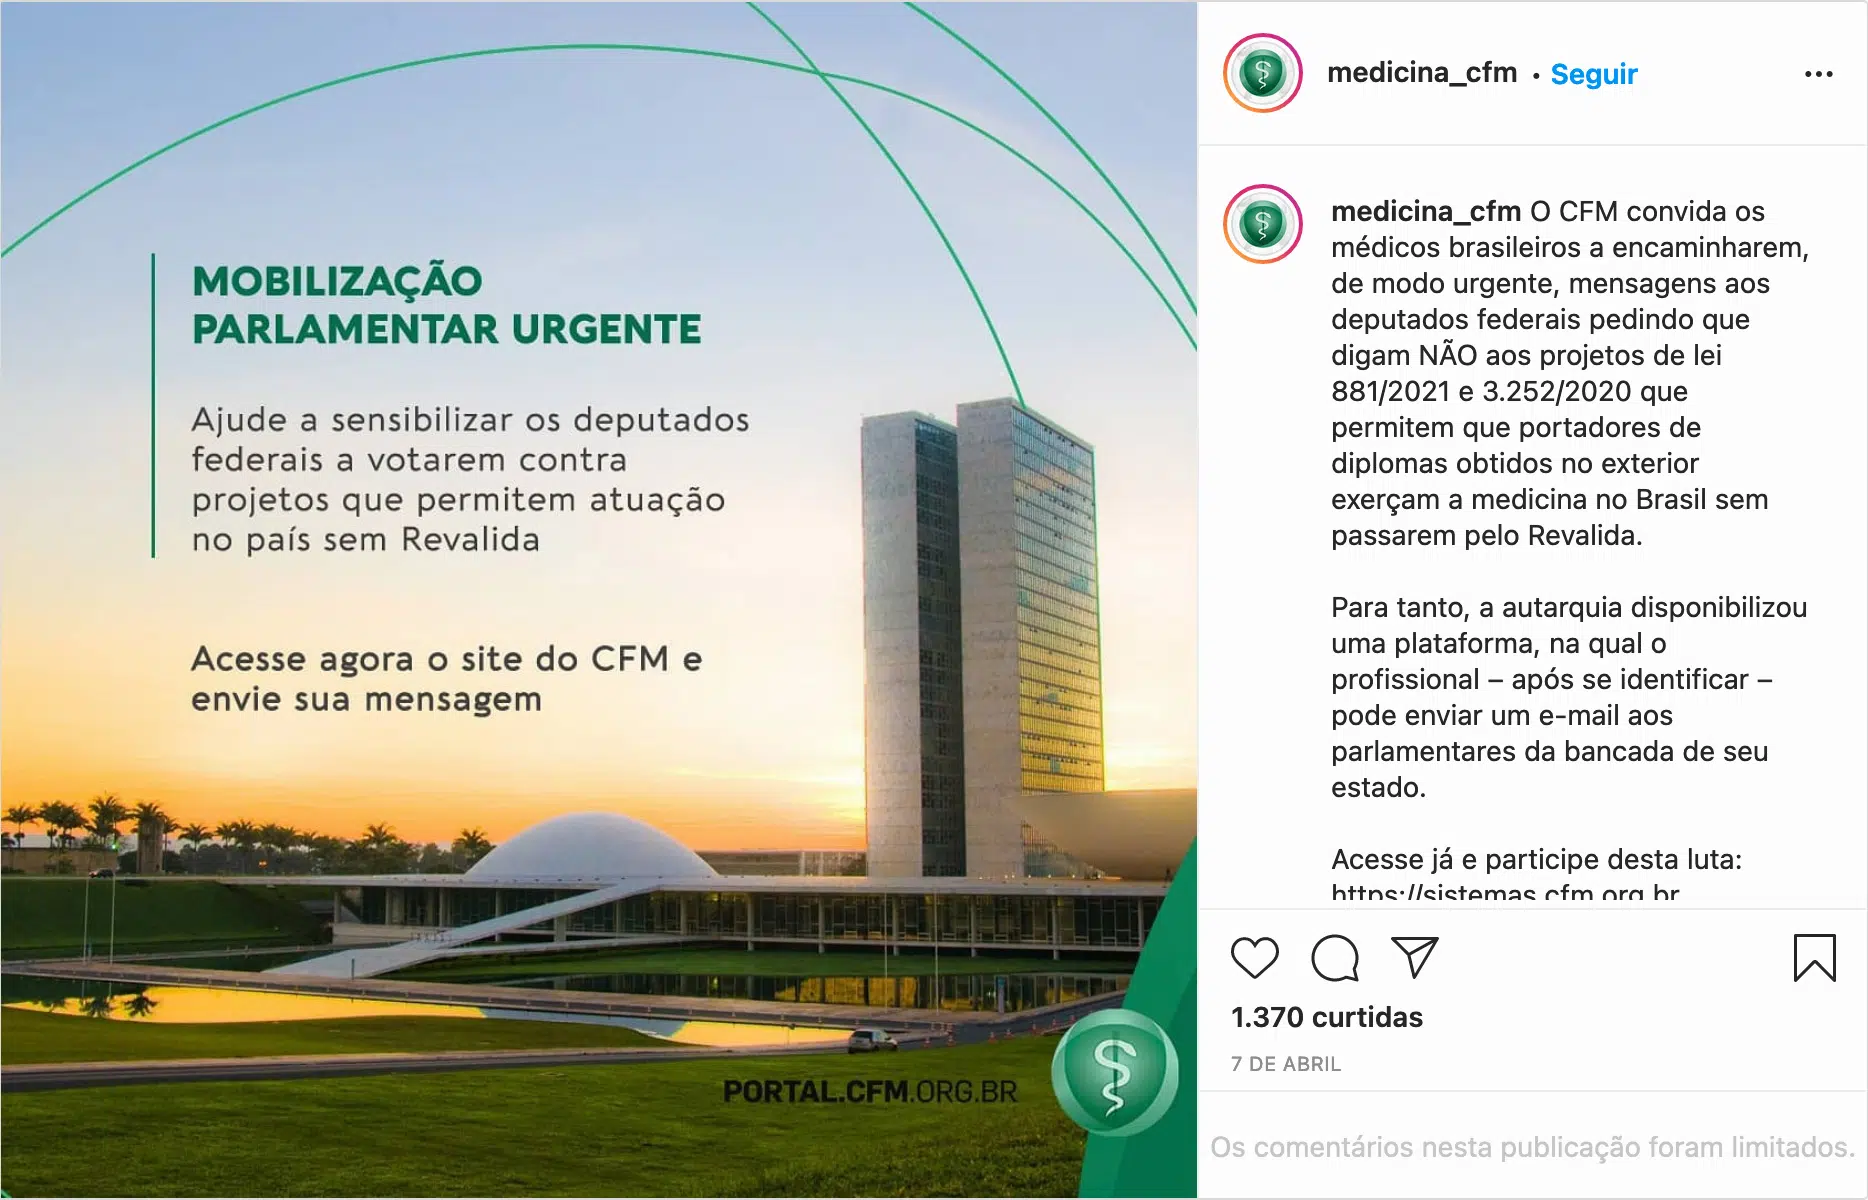 MOBILIZAÇÃO
PARLAMENTAR URGENTE
Ajude a sensibilizar os deputados
federais a votarem contra
projetos que permitem atuação
no país sem Revalida
Acesse agora o site do CFM e
envie sua mensagem
PORTAL.CFM.ORG.BR
medicina_cfm • Seguir
medicina_cfm O CFM convida os
médicos brasileiros a encaminharem,
de modo urgente, mensagens aos
deputados federais pedindo que
digam NÃO aos projetos de lei
881/2021 e 3.252/2020 que
permitem que portadores de
diplomas obtidos no exterior
exerçam a medicina no Brasil sem
passarem pelo Revalida.
Para tanto, a autarquia disponibilizou
uma plataforma, na qual o
profissional – após se identificar –
pode enviar um e-mail aos
parlamentares da bancada de seu
estado.
Acesse já e participe desta luta:
https://sistemas.cfm.org.br
1.370 curtidas
7 DE ABRIL
Os comentários nesta publicação foram limitados.